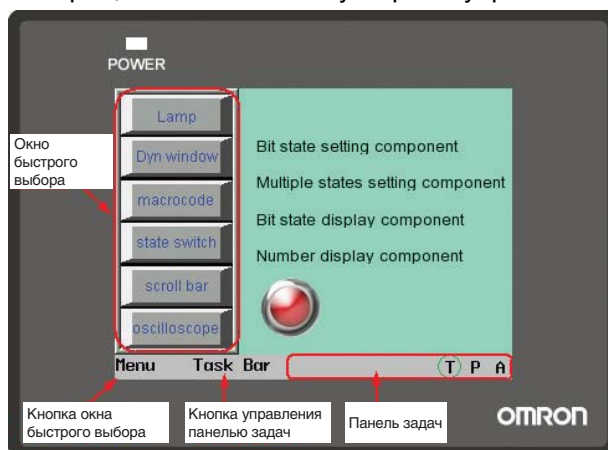 POWER
Lamp
Dyn window
macrocode
state switch
scroll bar
oscilloscope
Bit state setting component
Multiple states setting component
Bit state display component
Number display component
Окно
быстрого
выбора
Menu Task Bar T P A
Кнопка окна
быстрого выбора
Кнопка управления
панелью задач
Панель задач
OMRON